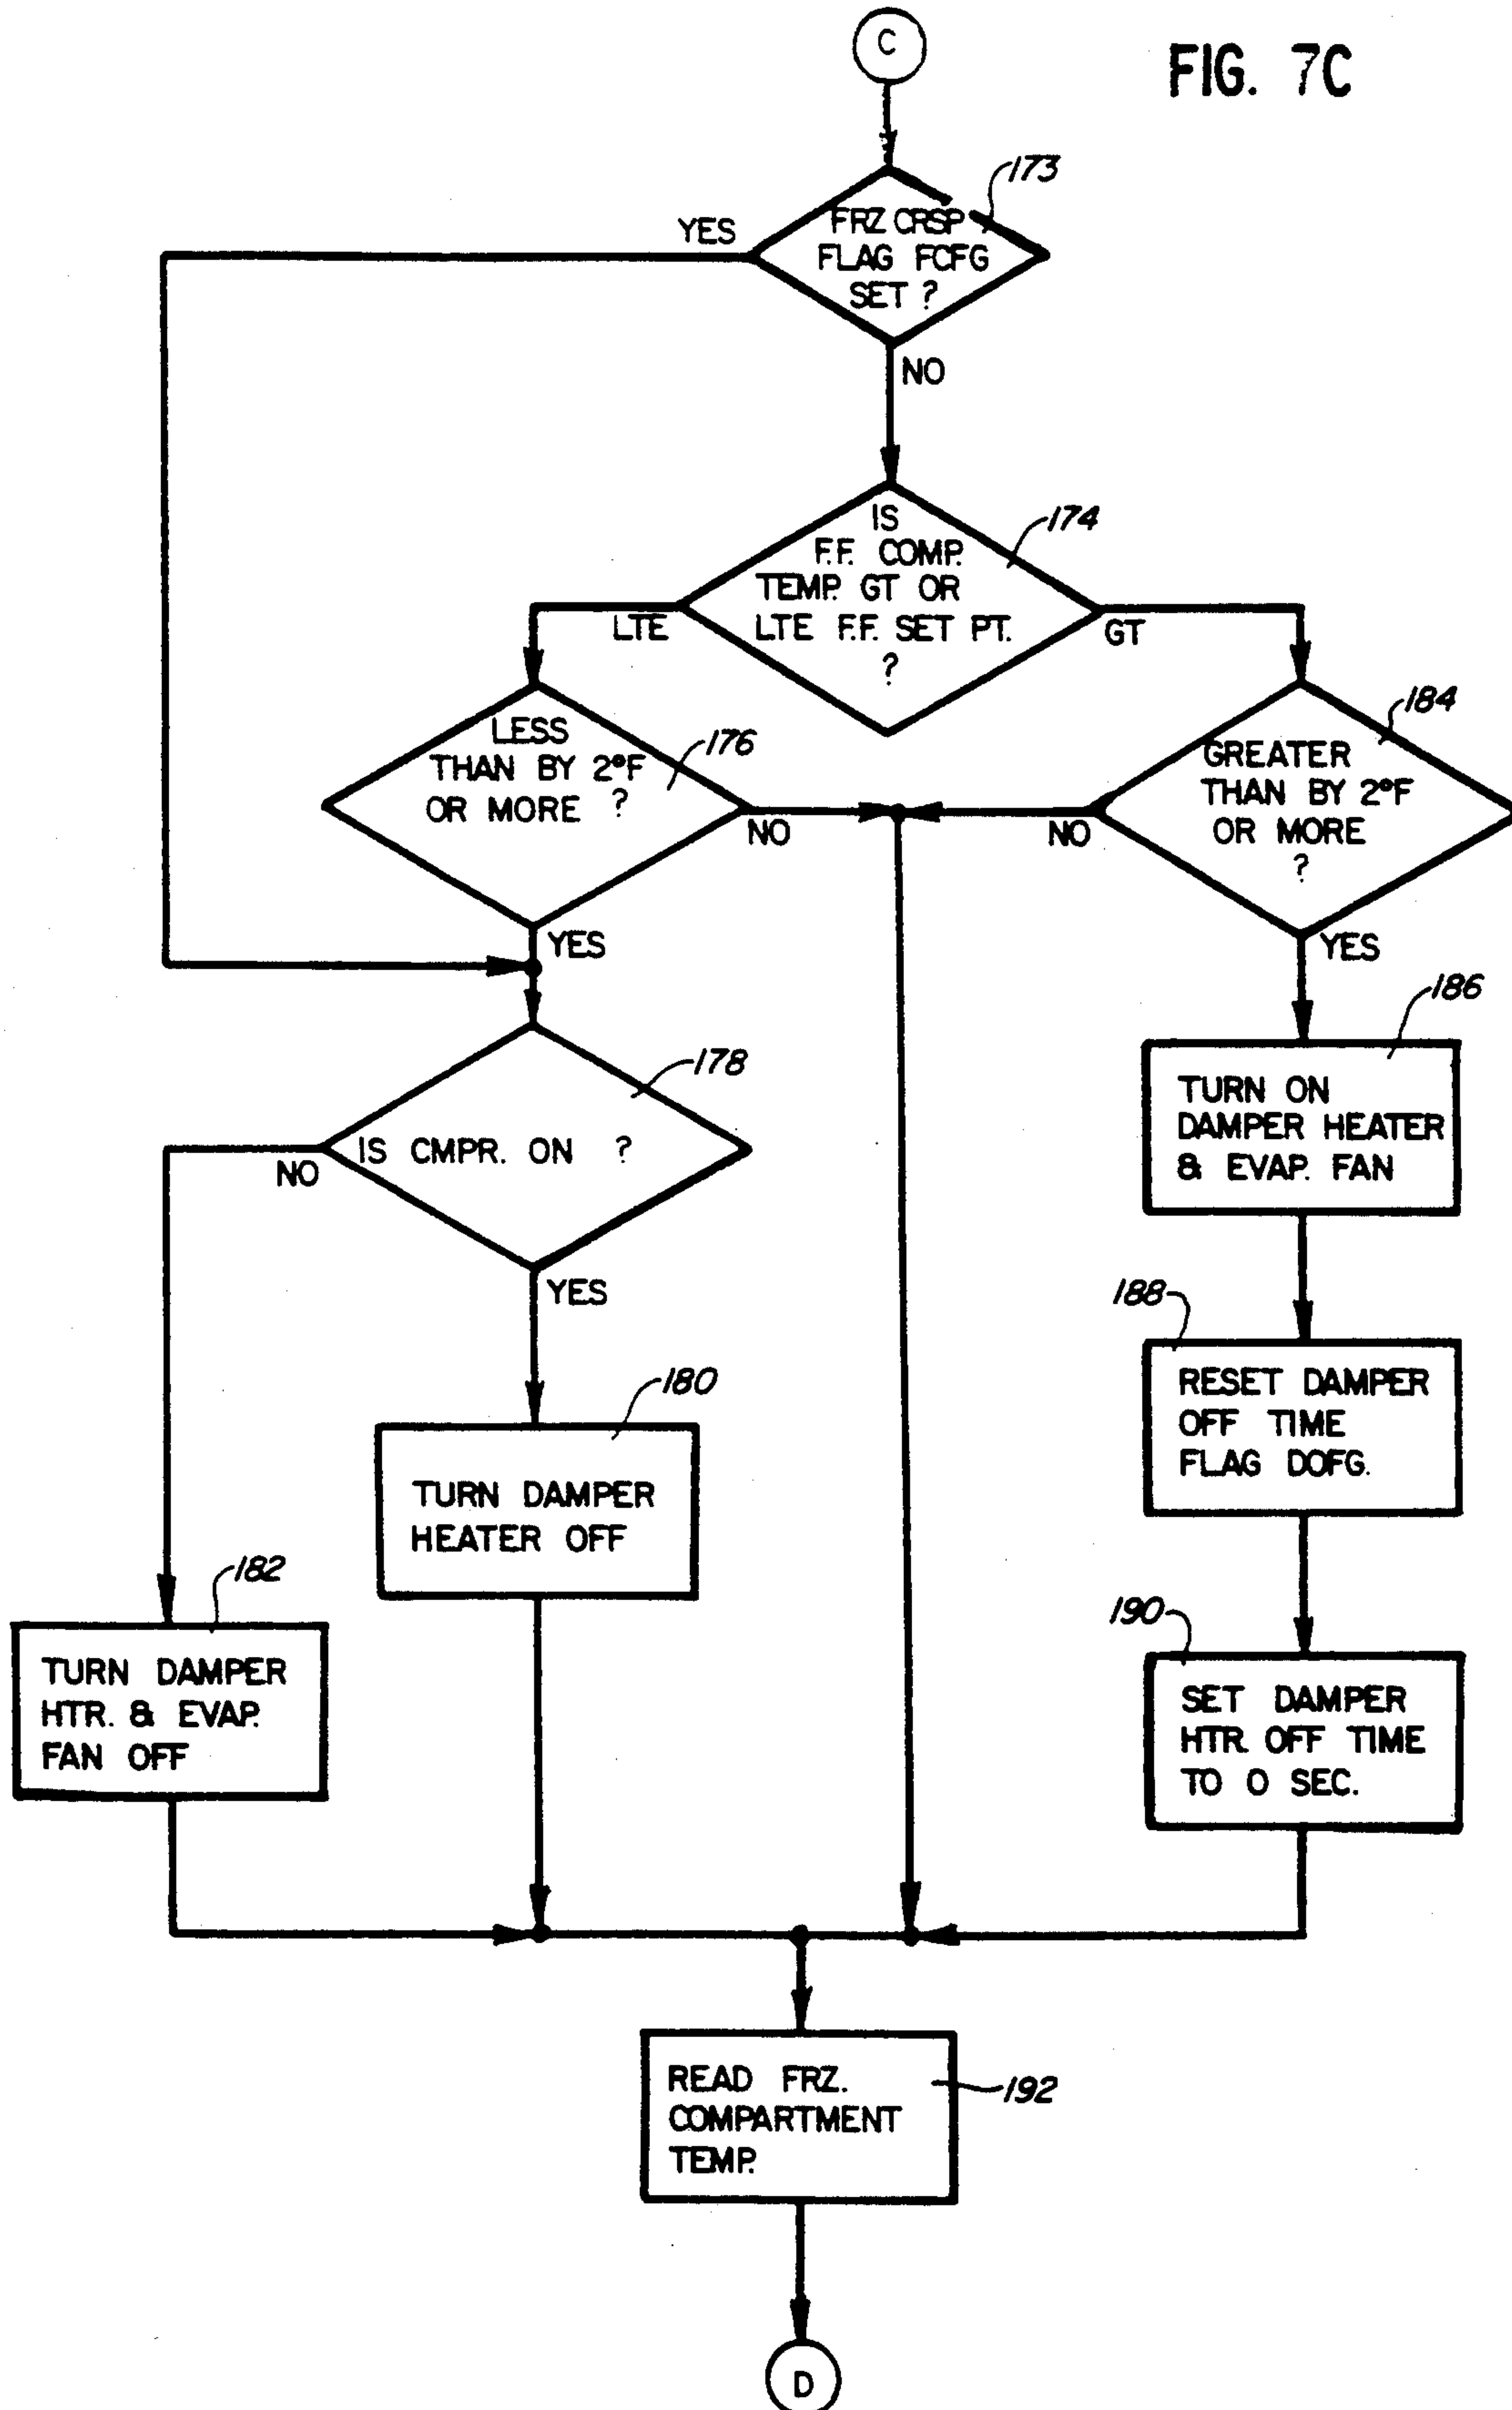 C
FIG. 7C
173
YES
FRZ CRSP
FLAG FCFG
SET ?
NO
IS
F.F. COMP.
TEMP. GT OR
LTE F.F. SET PT.
?
174
LTE
GT
LESS
THAN BY 2°F
OR MORE ?
176
NO
YES
184
GREATER
THAN BY 2°F
OR MORE
?
NO
YES
178
IS CMPR. ON ?
NO
YES
186
TURN ON
DAMPER HEATER
& EVAP. FAN
188
RESET DAMPER
OFF TIME
FLAG DOFG.
180
TURN DAMPER
HEATER OFF
182
TURN DAMPER
HTR. & EVAP.
FAN OFF
190
SET DAMPER
HTR. OFF TIME
TO 0 SEC.
READ FRZ.
COMPARTMENT
TEMP.
192
D